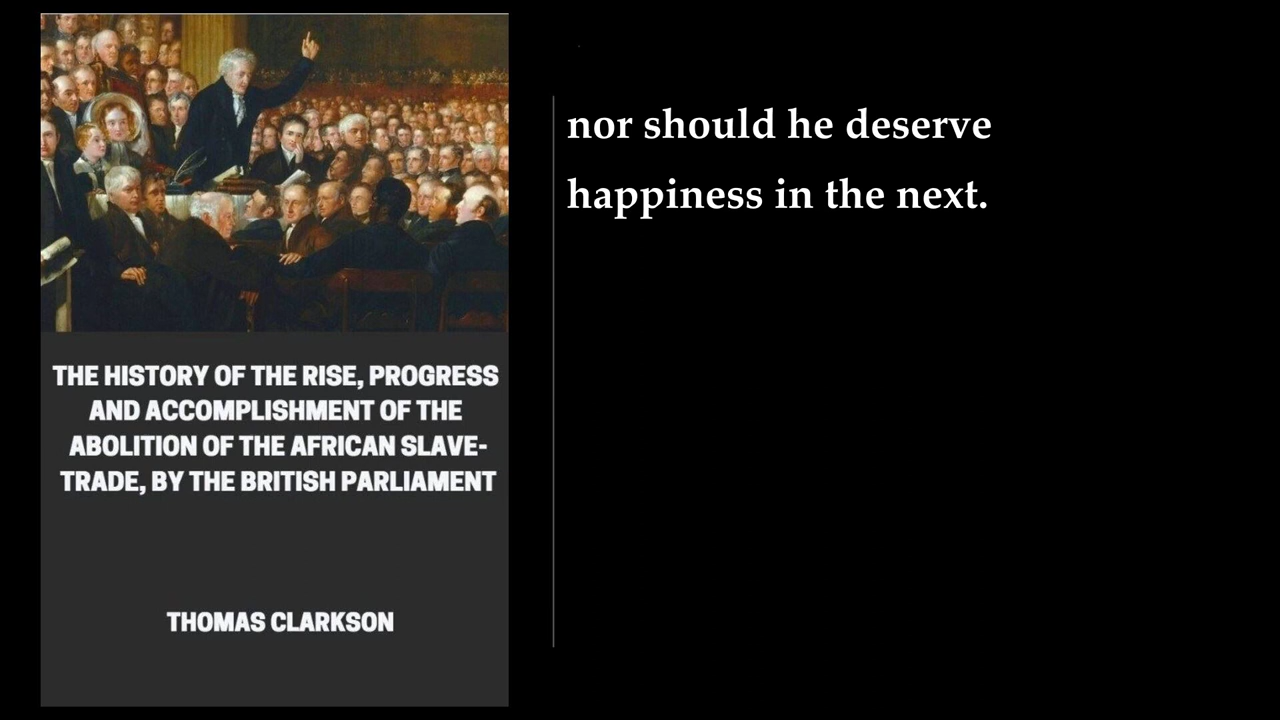 THE HISTORY OF THE RISE, PROGRESS
AND ACCOMPLISHMENT OF THE
ABOLITION OF THE AFRICAN SLAVE-
TRADE, BY THE BRITISH PARLIAMENT
THOMAS CLARKSON
nor should he deserve
happiness in the next.